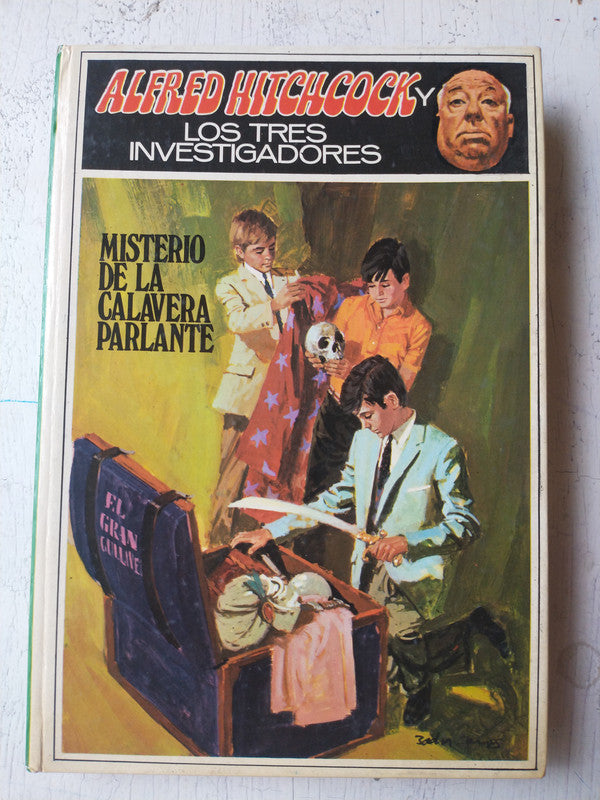 ALFRED HITCHCOCK Y
LOS TRES
INVESTIGADORES
MISTERIO
DE LA
CALAVERA
PARLANTE
EL
GRAN